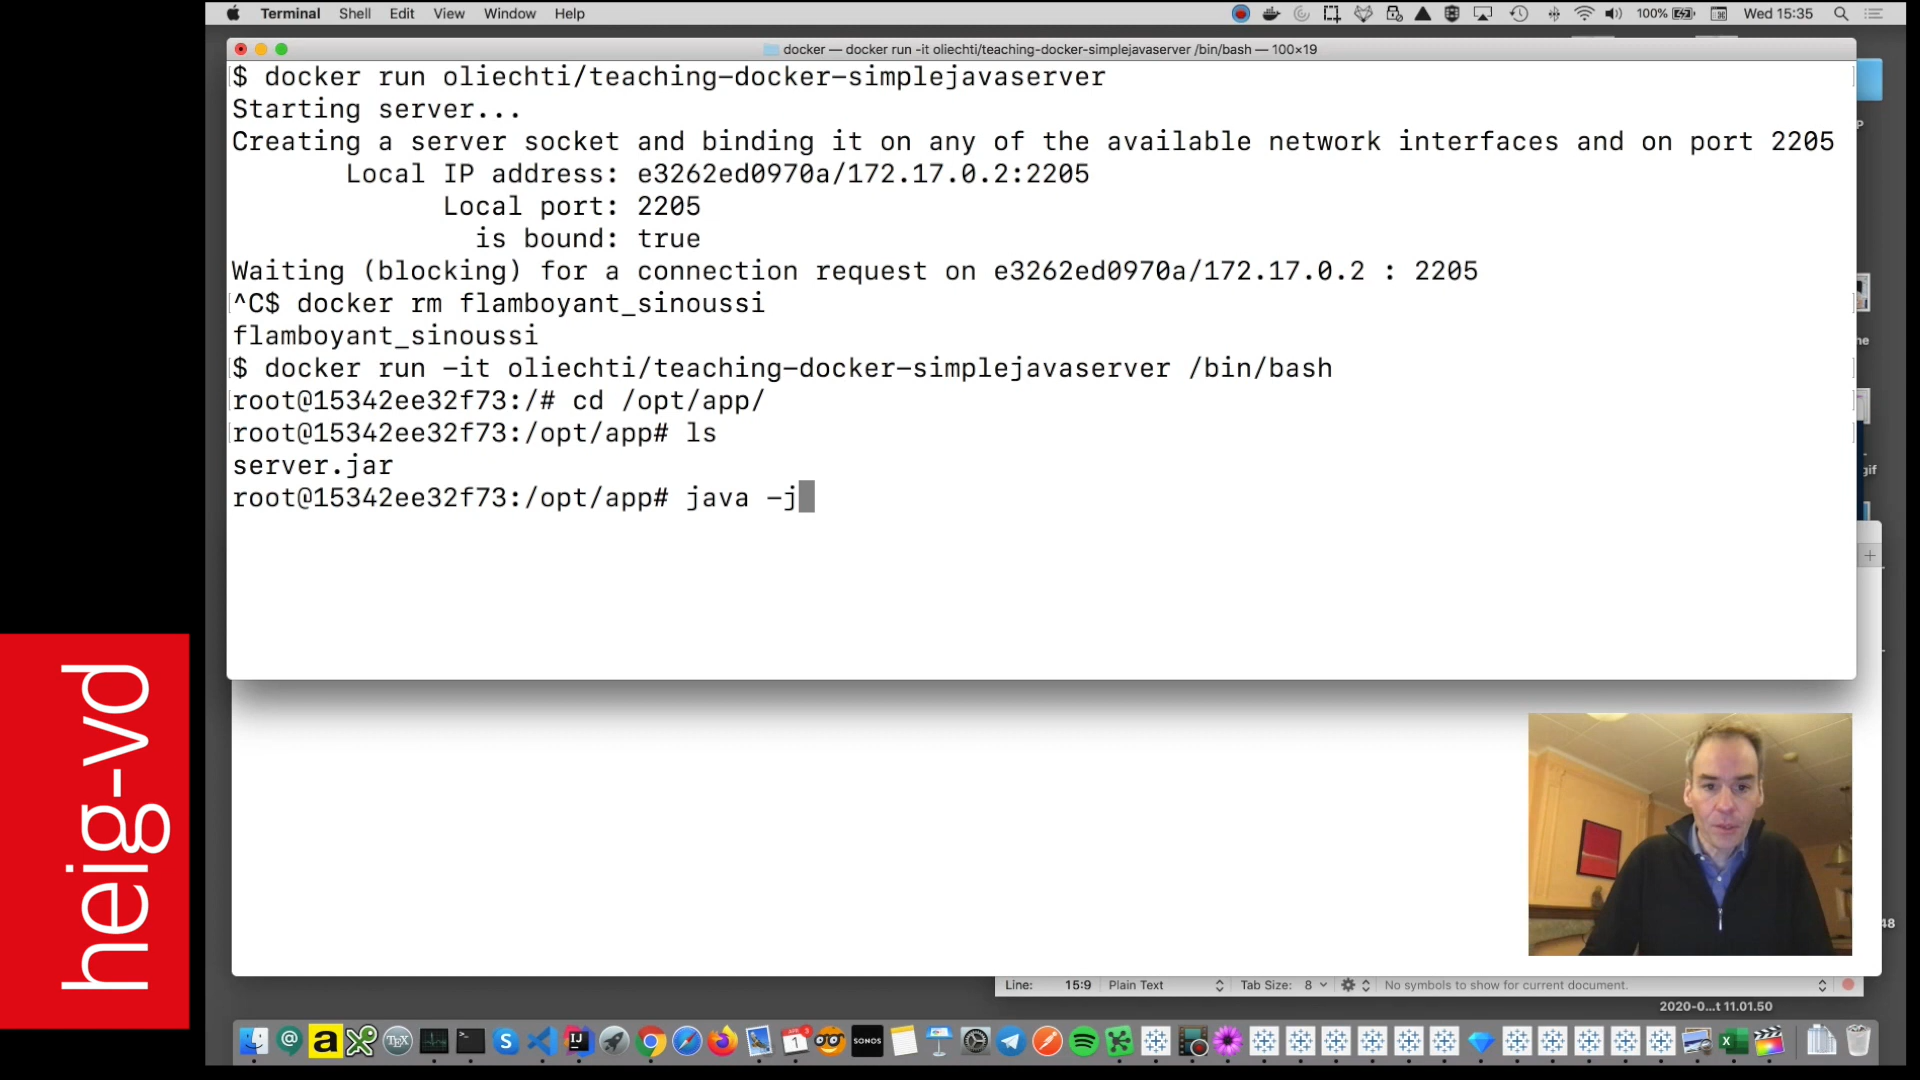 Terminal Shell Edit View Window Help 100% Wed 15:35
docker — docker run -it oliechti/teaching-docker-simplejavaserver /bin/bash — 100×19
$ docker run oliechti/teaching-docker-simplejavaserver
Starting server...
Creating a server socket and binding it on any of the available network interfaces and on port 2205
Local IP address: e3262ed0970a/172.17.0.2:2205
Local port: 2205
is bound: true
Waiting (blocking) for a connection request on e3262ed0970a/172.17.0.2 : 2205
^C$ docker rm flamboyant_sinoussi
flamboyant_sinoussi
$ docker run -it oliechti/teaching-docker-simplejavaserver /bin/bash
root@15342ee32f73:/# cd /opt/app/
root@15342ee32f73:/opt/app# ls
server.jar
root@15342ee32f73:/opt/app# java -j
heig-vd
Line: 15:9 Plain Text Tab Size: 8 No symbols to show for current document.
2020-0...t 11.01.50
SONOS